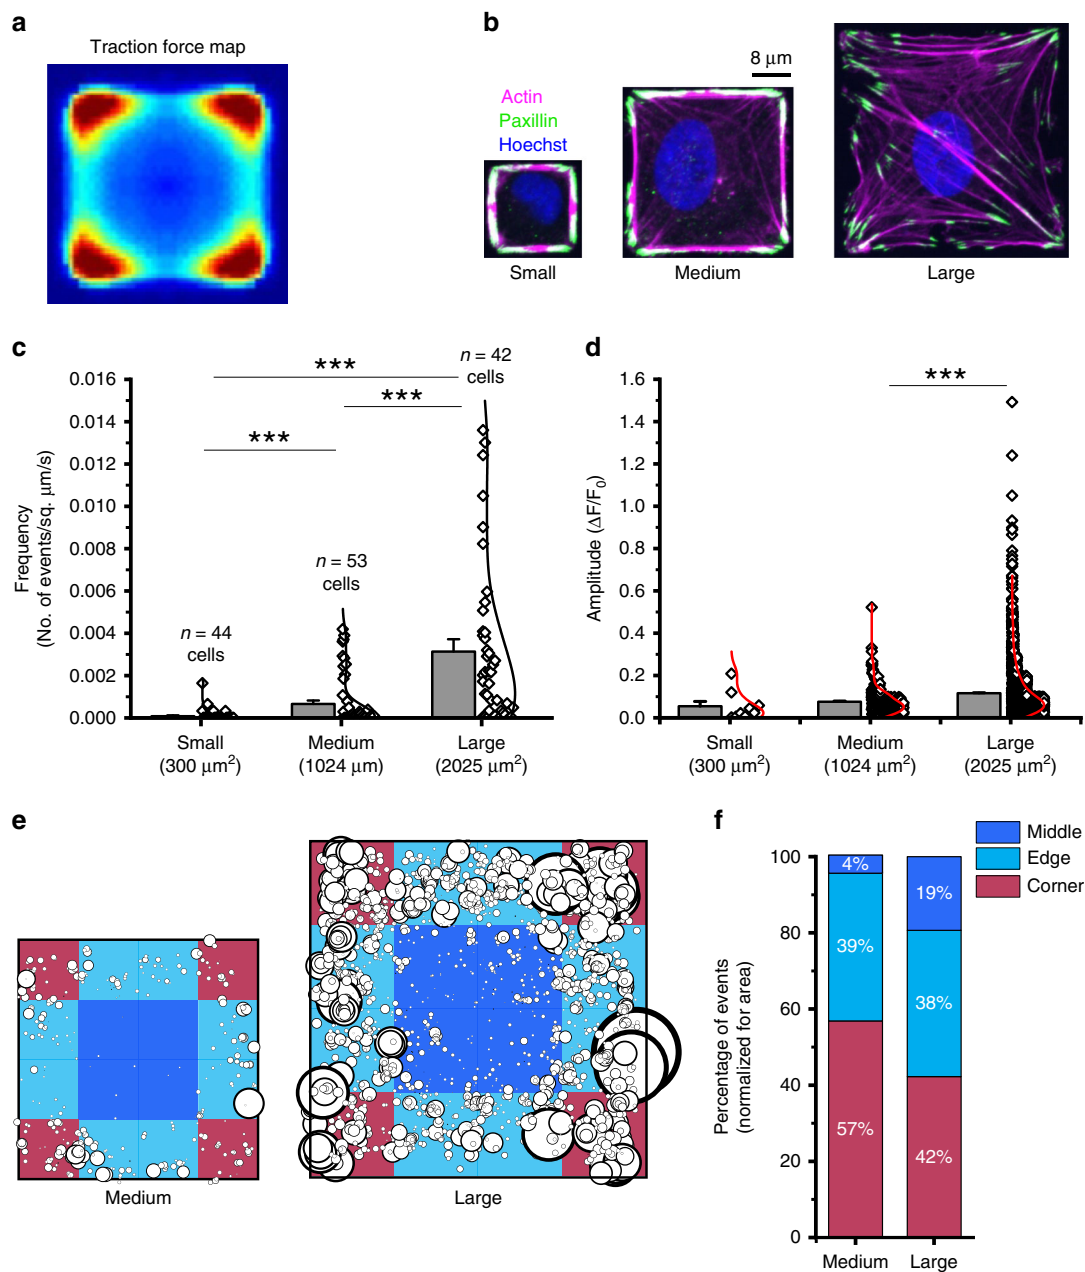 a
Traction force map
b
8 μm
Actin
Paxillin
Hoechst
Small
Medium
Large
c
Frequency
(No. of events/sq. μm/s)
0.016
0.014
0.012
0.010
0.008
0.006
0.004
0.002
0.000
***
***
***
n = 44
cells
n = 53
cells
n = 42
cells
Small
(300 μm²)
Medium
(1024 μm)
Large
(2025 μm²)
d
Amplitude (ΔF/F₀)
1.6
1.4
1.2
1.0
0.8
0.6
0.4
0.2
0.0
***
Small
(300 μm²)
Medium
(1024 μm²)
Large
(2025 μm²)
e
Medium
Large
f
Middle
Edge
Corner
Percentage of events
(normalized for area)
100
80
60
40
20
0
4%
39%
57%
19%
38%
42%
Medium
Large